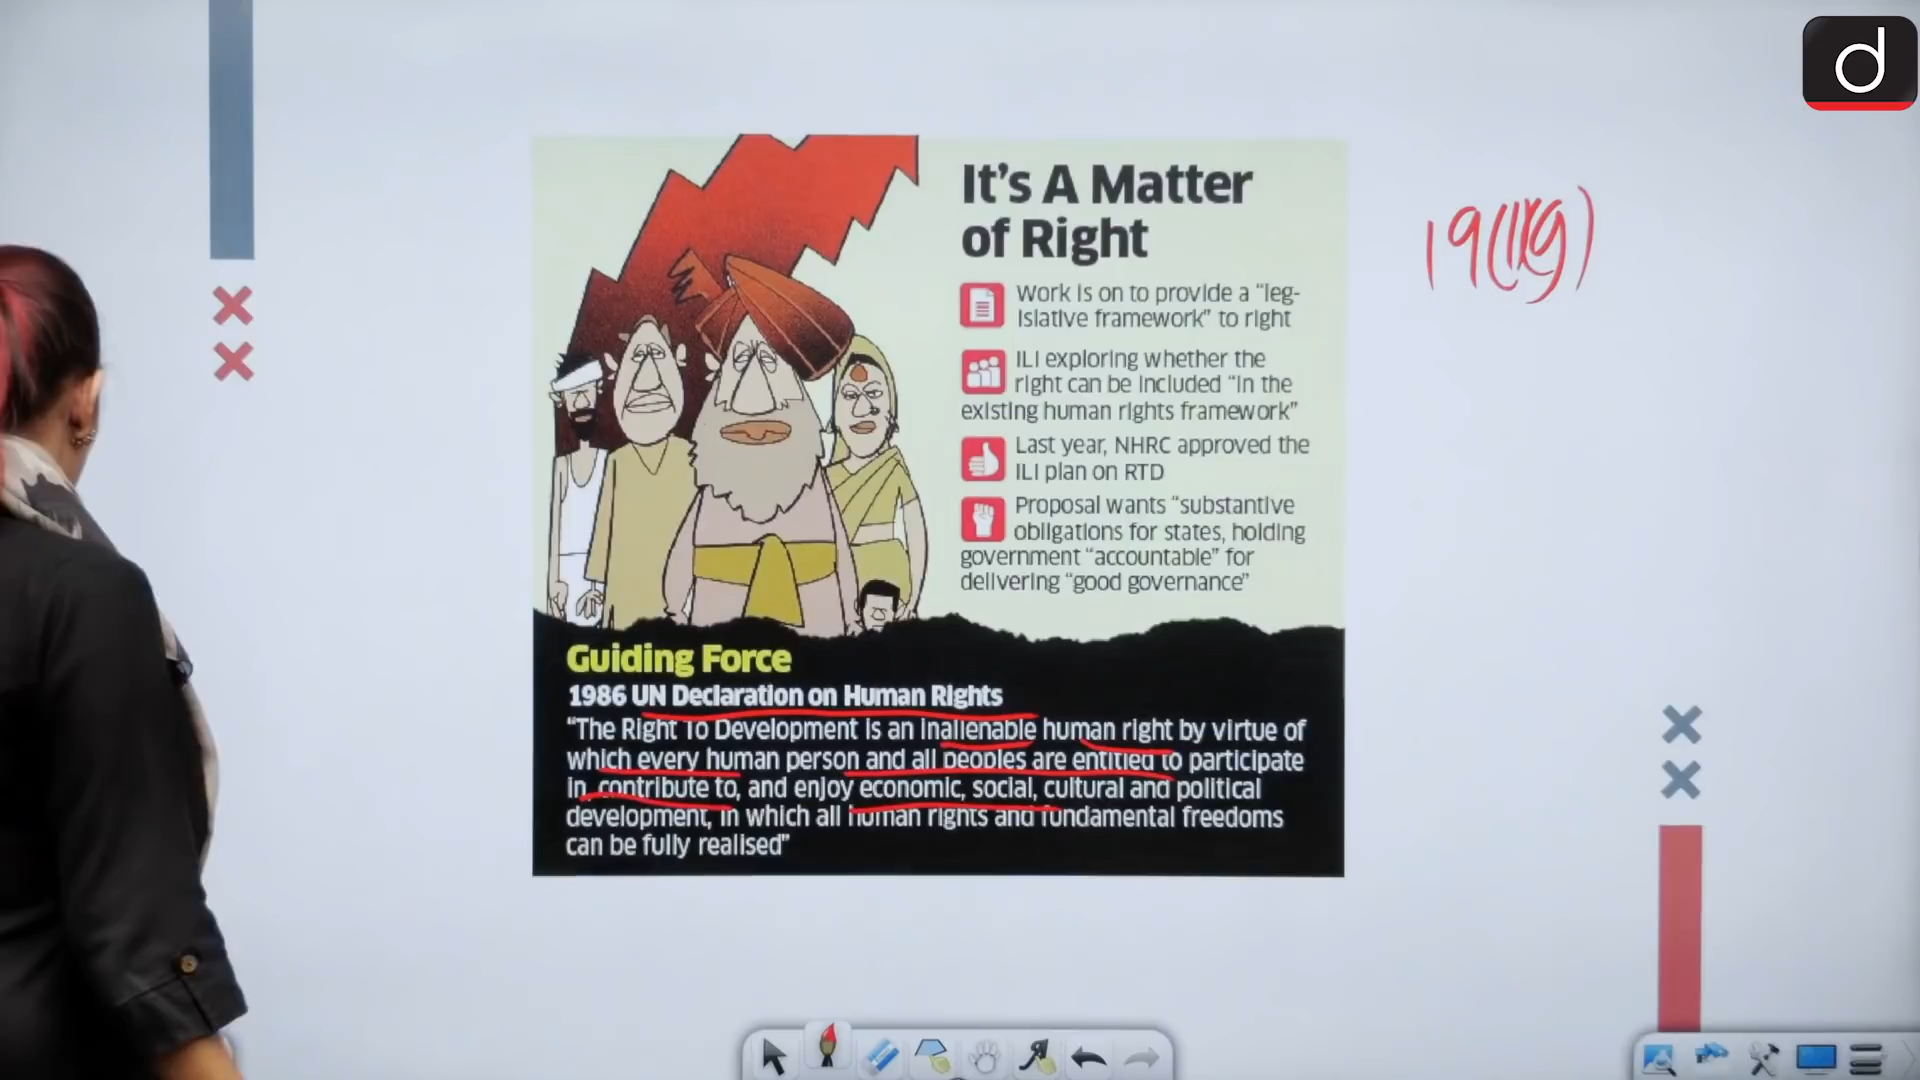 d
It's A Matter
of Right
19(1)(g)
Work is on to provide a “leg-
islative framework” to right
ILI exploring whether the
right can be included “in the
existing human rights framework”
Last year, NHRC approved the
ILI plan on RTD
Proposal wants “substantive
obligations for states, holding
government “accountable” for
delivering “good governance”
Guiding Force
1986 UN Declaration on Human Rights
“The Right To Development is an inalienable human right by virtue of
which every human person and all peoples are entitled to participate
in, contribute to, and enjoy economic, social, cultural and political
development, in which all human rights and fundamental freedoms
can be fully realised”